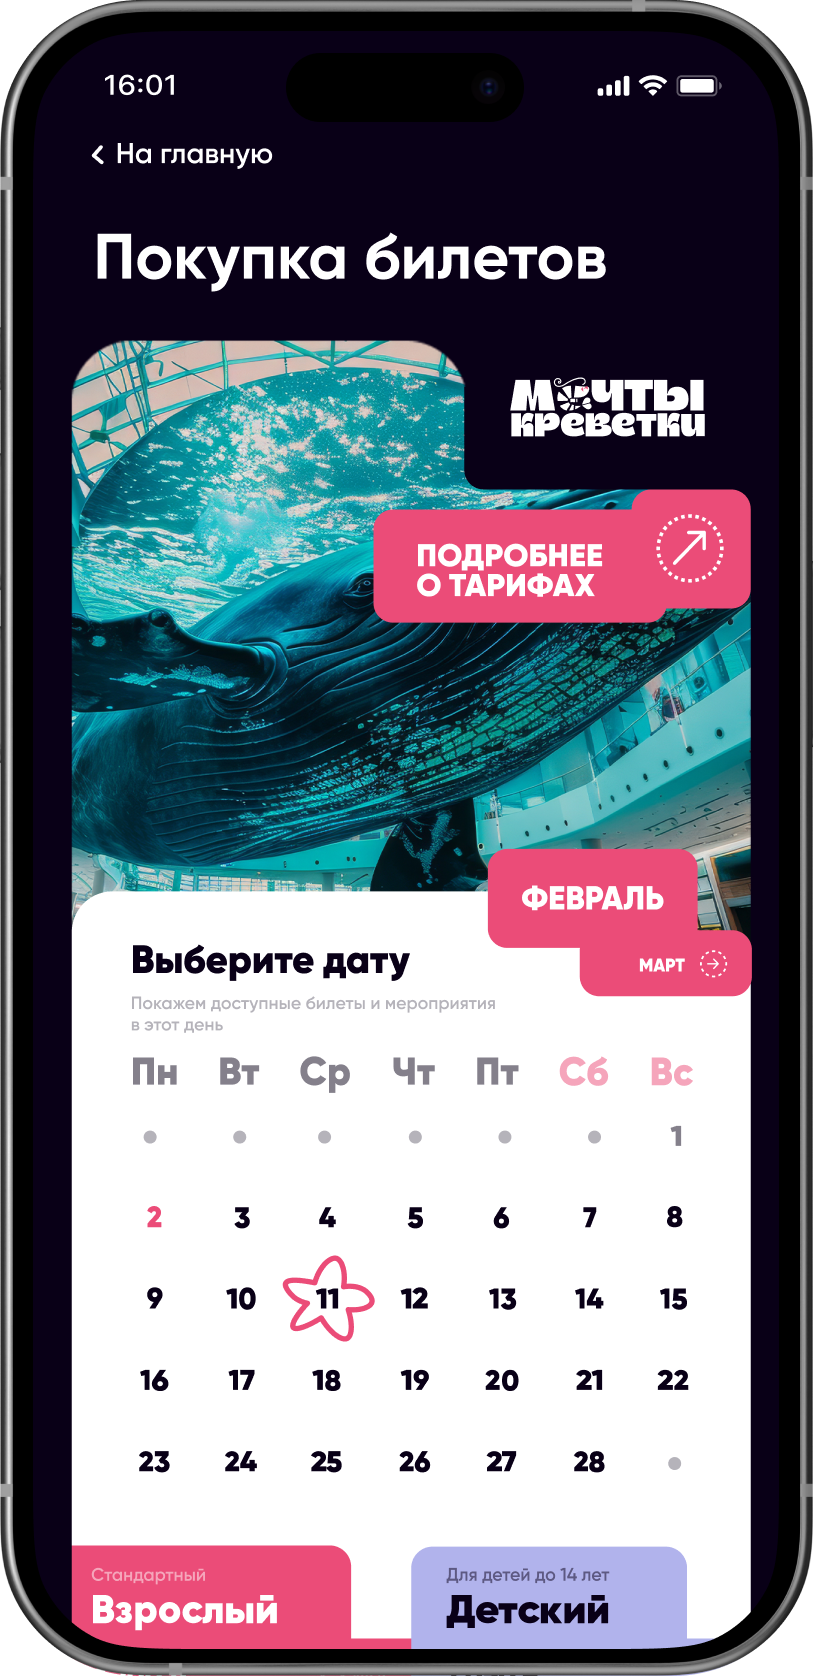 16:01
На главную
Покупка билетов
Мечты
креветки
ПОДРОБНЕЕ
О ТАРИФАХ
ФЕВРАЛЬ
МАРТ
Выберите дату
Покажем доступные билеты и мероприятия
в этот день
Пн Вт Ср Чт Пт Сб Вс
1
2 3 4 5 6 7 8
9 10 11 12 13 14 15
16 17 18 19 20 21 22
23 24 25 26 27 28
Стандартный
Взрослый
Для детей до 14 лет
Детский